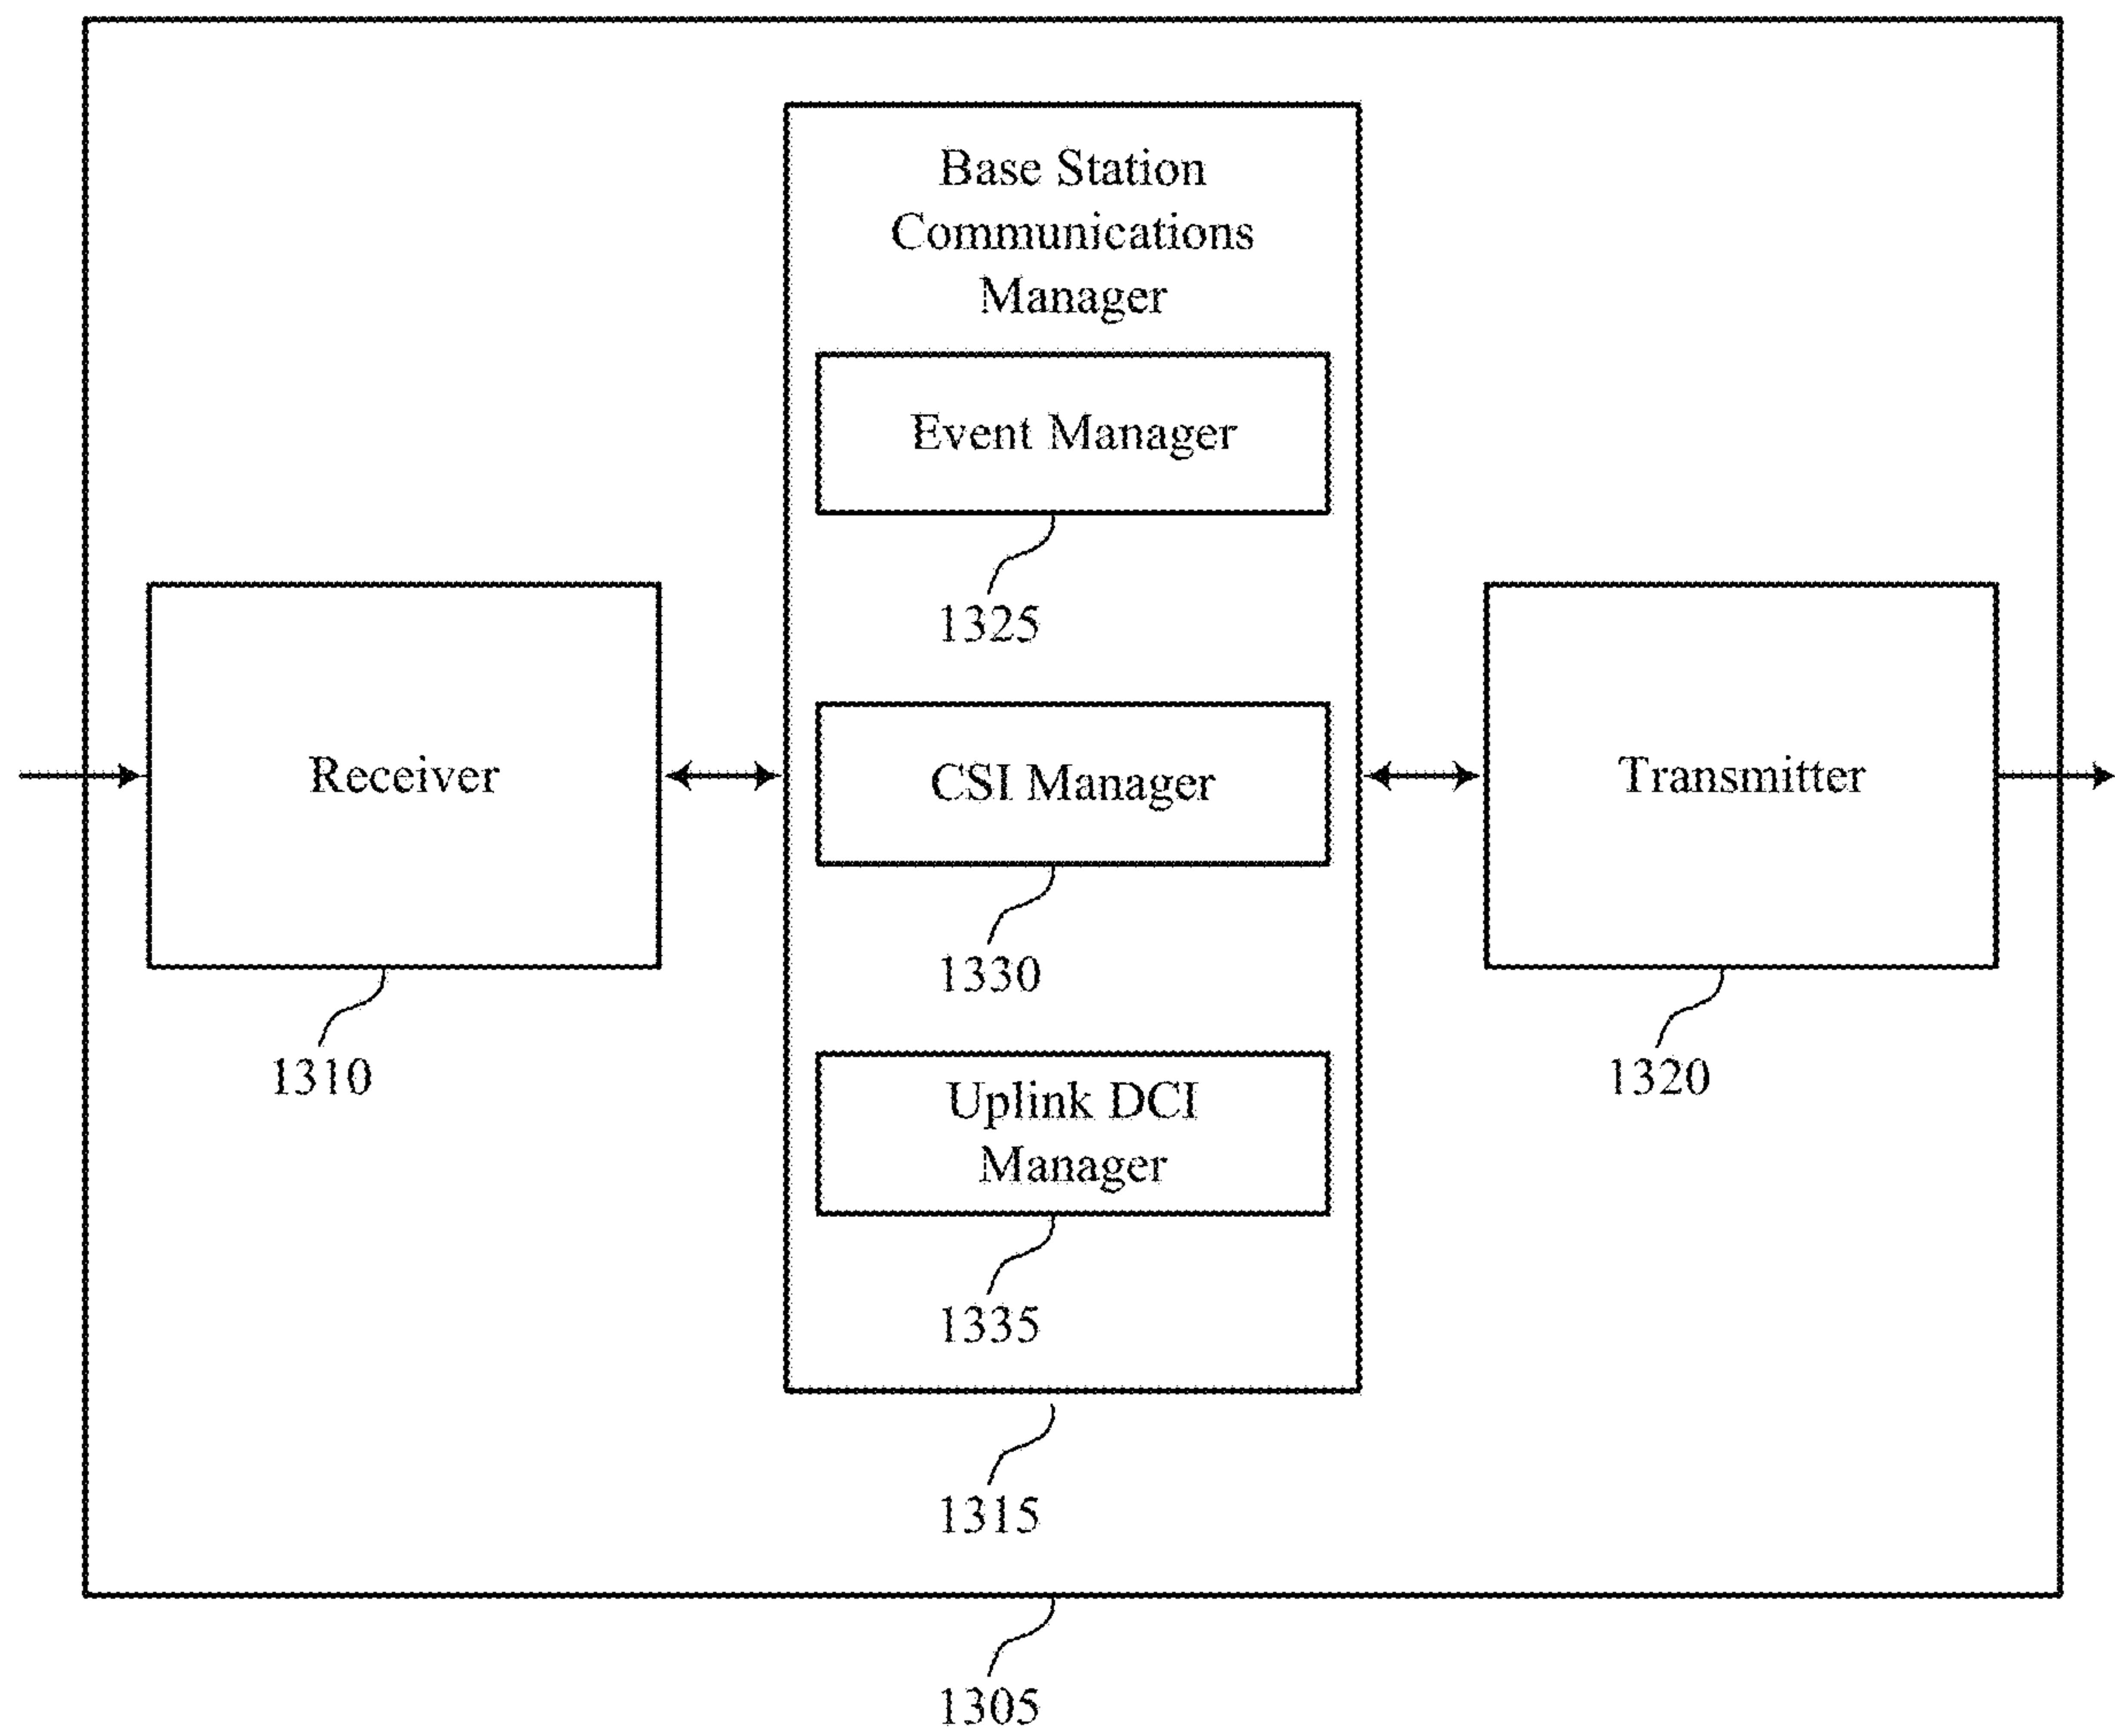 Base Station
Communications
Manager
Event Manager
1325
Receiver
1310
CSI Manager
1330
Uplink DCI
Manager
1335
1315
Transmitter
1320
1305